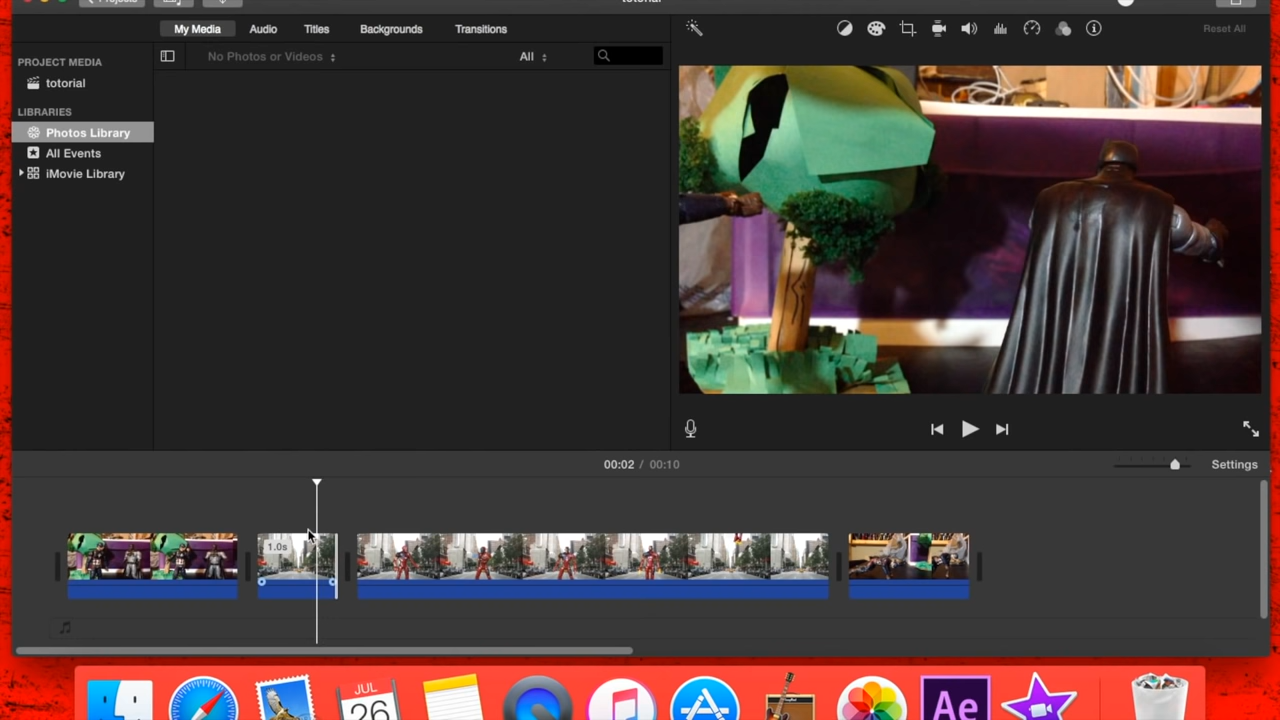 Projects
tutorial
My Media
Audio
Titles
Backgrounds
Transitions
Reset All
PROJECT MEDIA
No Photos or Videos
All
totorial
LIBRARIES
Photos Library
All Events
iMovie Library
00:02 / 00:10
Settings
1.0s
JUL
26
Ae